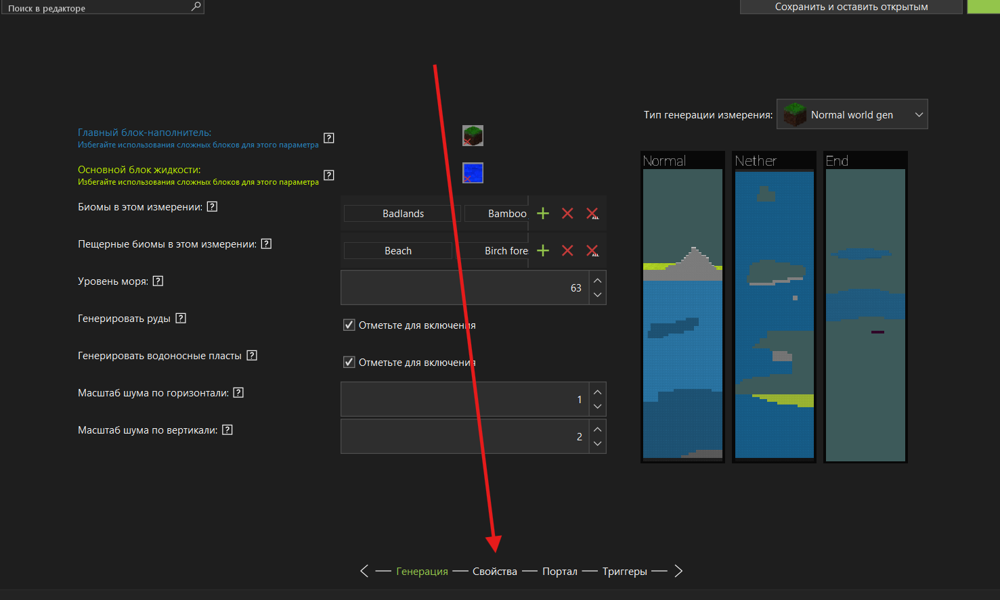 Поиск в редакторе
Сохранить и оставить открытым
Тип генерации измерения:
Normal world gen
Главный блок-наполнитель:
Избегайте использования сложных блоков для этого параметра
?
Основной блок жидкости:
Избегайте использования сложных блоков для этого параметра
?
Биомы в этом измерении: ?
Badlands
Bamboo
ALL
Пещерные биомы в этом измерении: ?
Beach
Birch fore
ALL
Уровень моря: ?
63
Генерировать руды ?
Отметьте для включения
Генерировать водоносные пласты ?
Отметьте для включения
Масштаб шума по горизонтали: ?
1
Масштаб шума по вертикали: ?
2
Normal
Nether
End
Генерация
Свойства
Портал
Триггеры